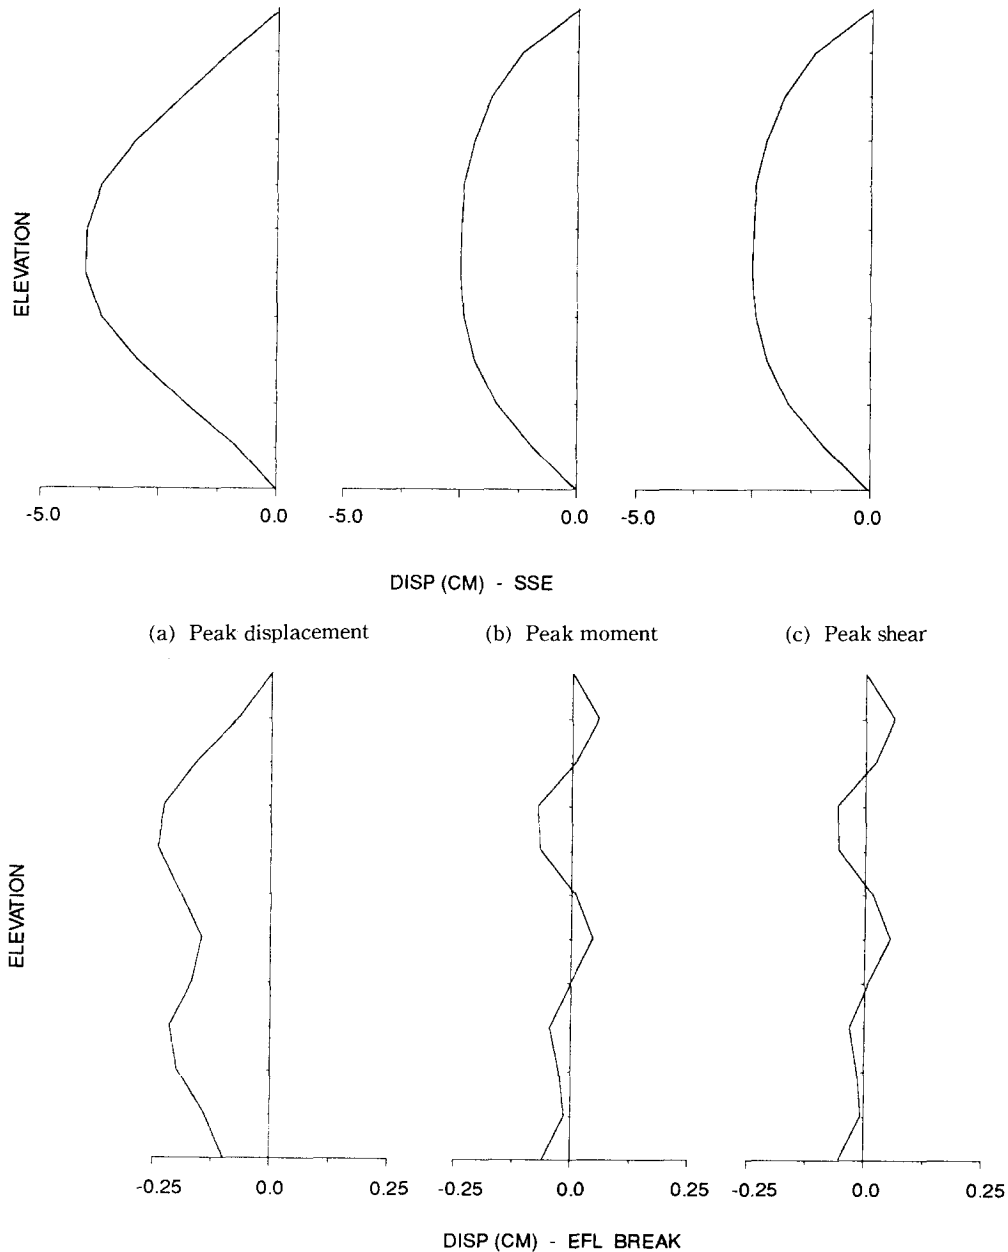 ELEVATION
-5.0 0.0 -5.0 0.0 -5.0 0.0
DISP (CM) - SSE
(a) Peak displacement (b) Peak moment (c) Peak shear
ELEVATION
-0.25 0.0 0.25 -0.25 0.0 0.25 -0.25 0.0 0.25
DISP (CM) - EFL BREAK